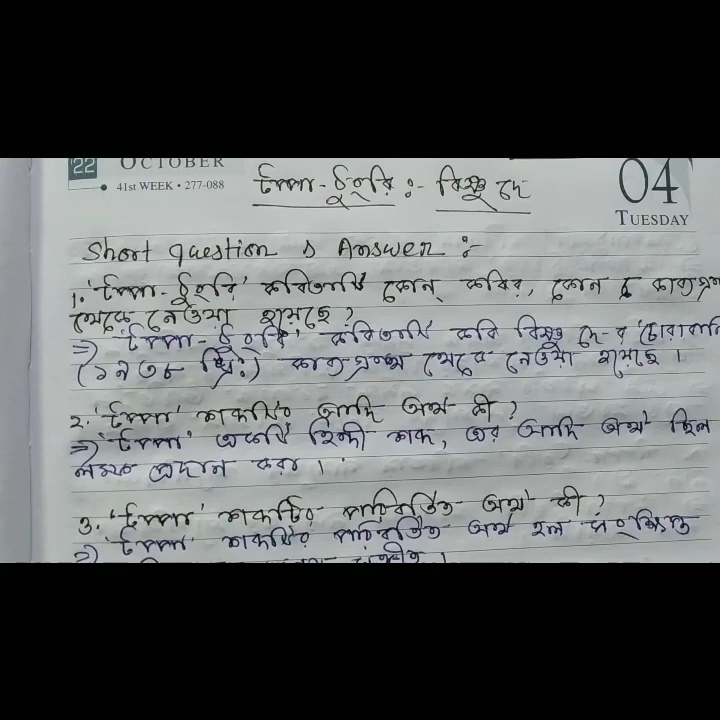 '22 OCTOBER
41st WEEK • 277-088
04
TUESDAY
টপ্পা - ঠুংরি :- বিষ্ণু দে
Short question & Answer :-
1. 'টপ্পা - ঠুংরি' কবিতাটি কোন্ কবির, কোন কাব্যগ্রন্থ
থেকে নেওয়া হয়েছে?
⇒ 'টপ্পা - ঠুংরি' কবিতাটি কবি বিষ্ণু দে-র 'চোরাবালি
(১৯৩৮ খ্রি:) কাব্যগ্রন্থ থেকে নেওয়া হয়েছে।
2. 'টপ্পা' শব্দটির আদি অর্থ কী?
⇒ 'টপ্পা' একটি হিন্দী শব্দ, এর আদি অর্থ ছিল
লম্ফ প্রদান করা।
3. 'টপ্পা' শব্দটির পরিবর্তিত অর্থ কী?
⇒ 'টপ্পা' শব্দটির পরিবর্তিত অর্থ হল সংক্ষিপ্ত